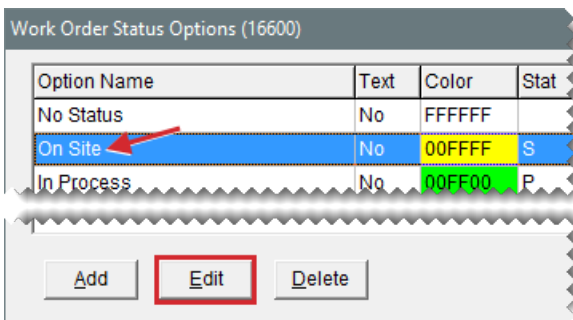 Work Order Status Options (16600)
Option Name Text Color Stat
No Status No FFFFFF
On Site No 00FFFF S
In Process No 00FF00 P
Add Edit Delete